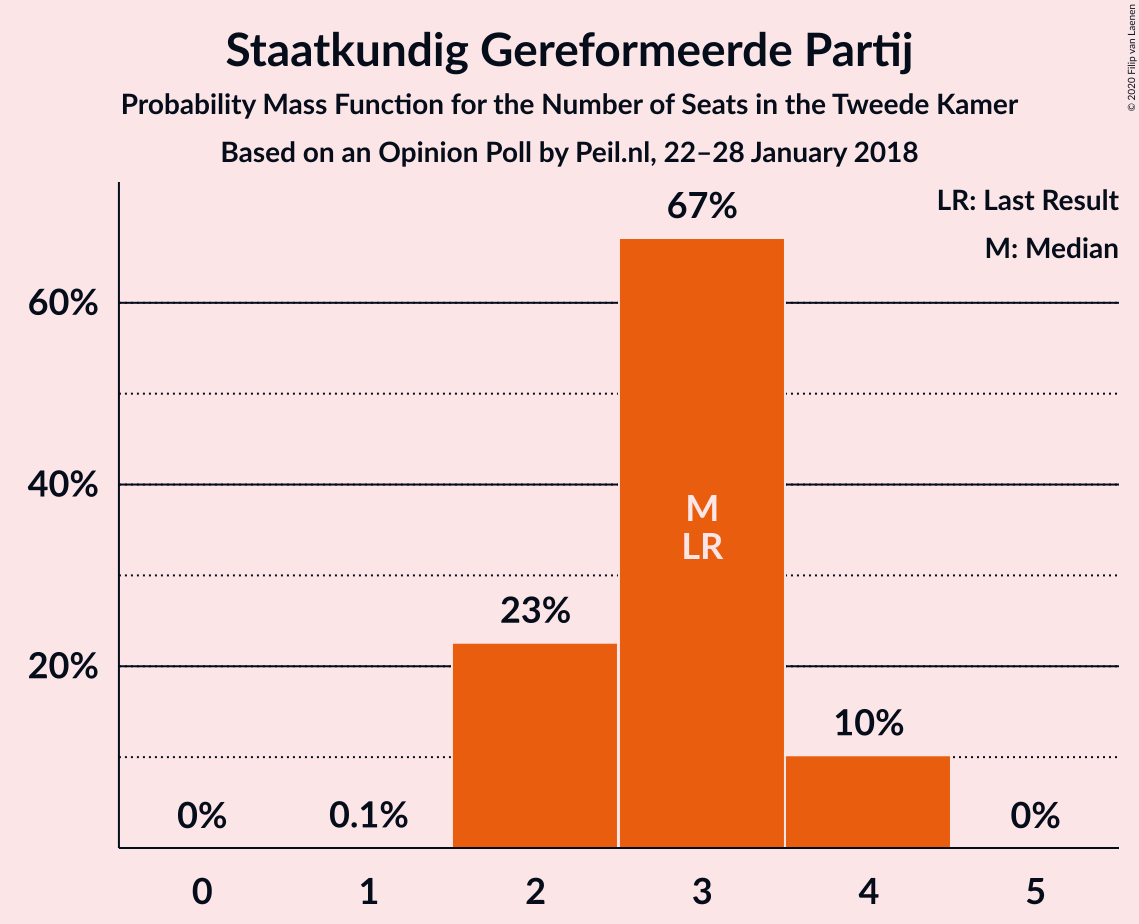 Staatkundig Gereformeerde Partij
Probability Mass Function for the Number of Seats in the Tweede Kamer
Based on an Opinion Poll by Peil.nl, 22–28 January 2018
© 2020 Filip van Laenen
LR: Last Result
M: Median
67%
60%
40%
M
LR
23%
20%
10%
0%
0.1%
0%
0 1 2 3 4 5